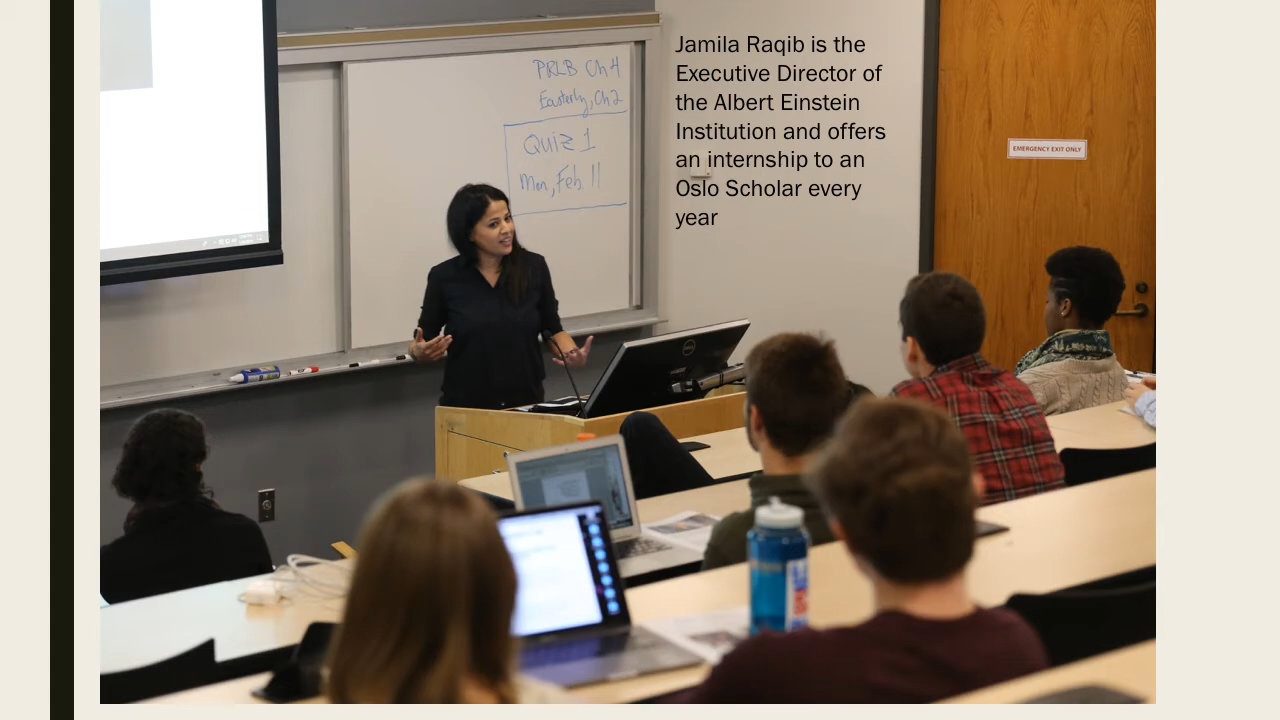 Jamila Raqib is the
Executive Director of
the Albert Einstein
Institution and offers
an internship to an
Oslo Scholar every
year
PRLB Ch 4
Easterly, Ch 2
Quiz 1
Mon, Feb. 11
EMERGENCY EXIT ONLY
DELL